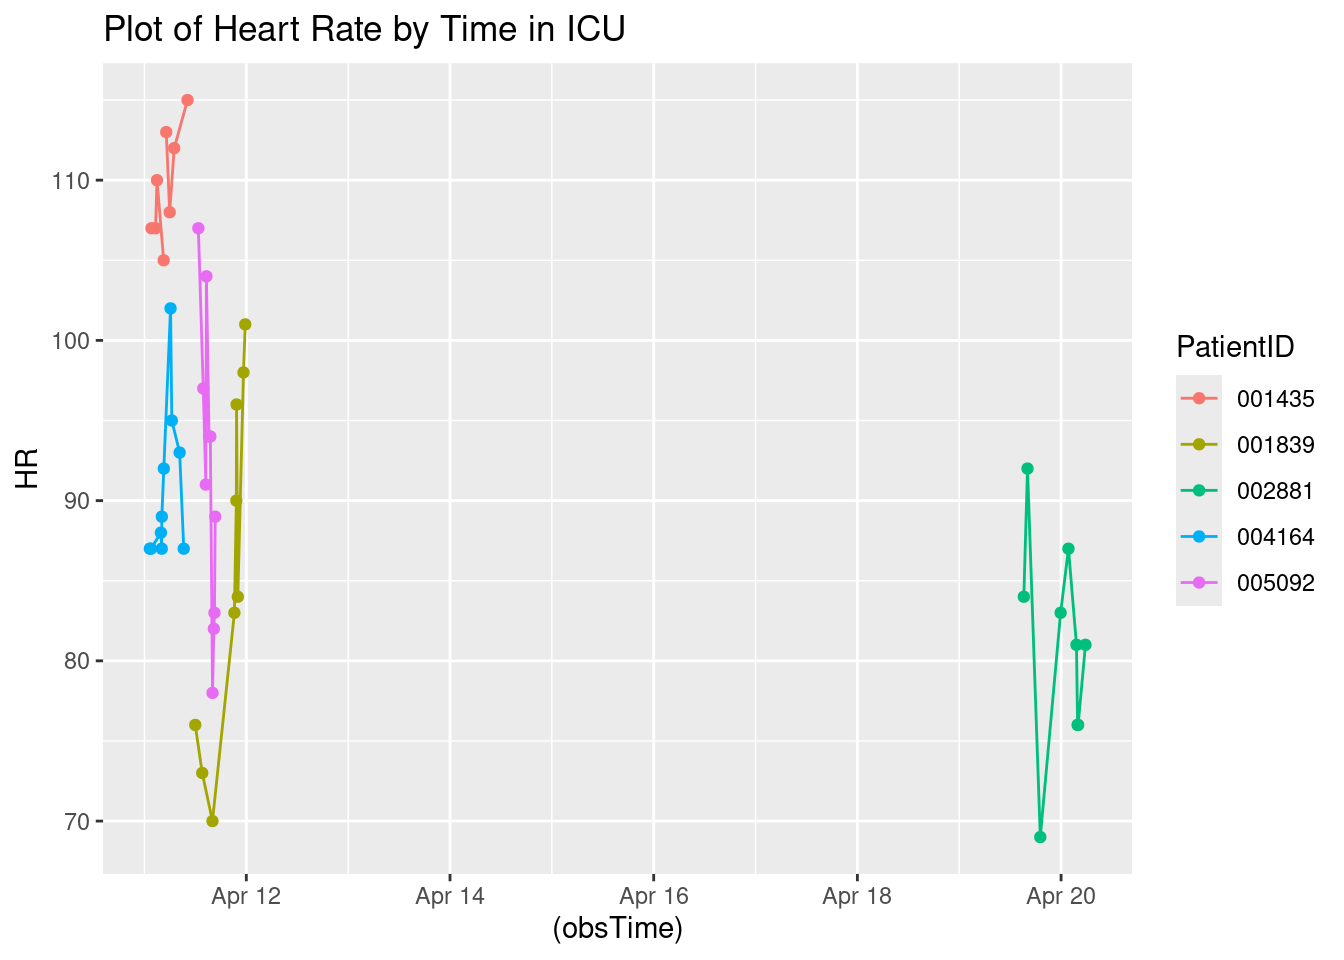 Plot of Heart Rate by Time in ICU
HR
110
100
90
80
70
Apr 12
Apr 14
Apr 16
Apr 18
Apr 20
(obsTime)
PatientID
001435
001839
002881
004164
005092